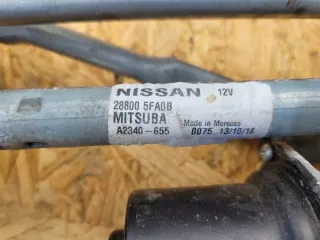 NISSAN 12V
28800 5FA0B
MITSUBA Made in Morocco
A2340-655 0075 13/10/18